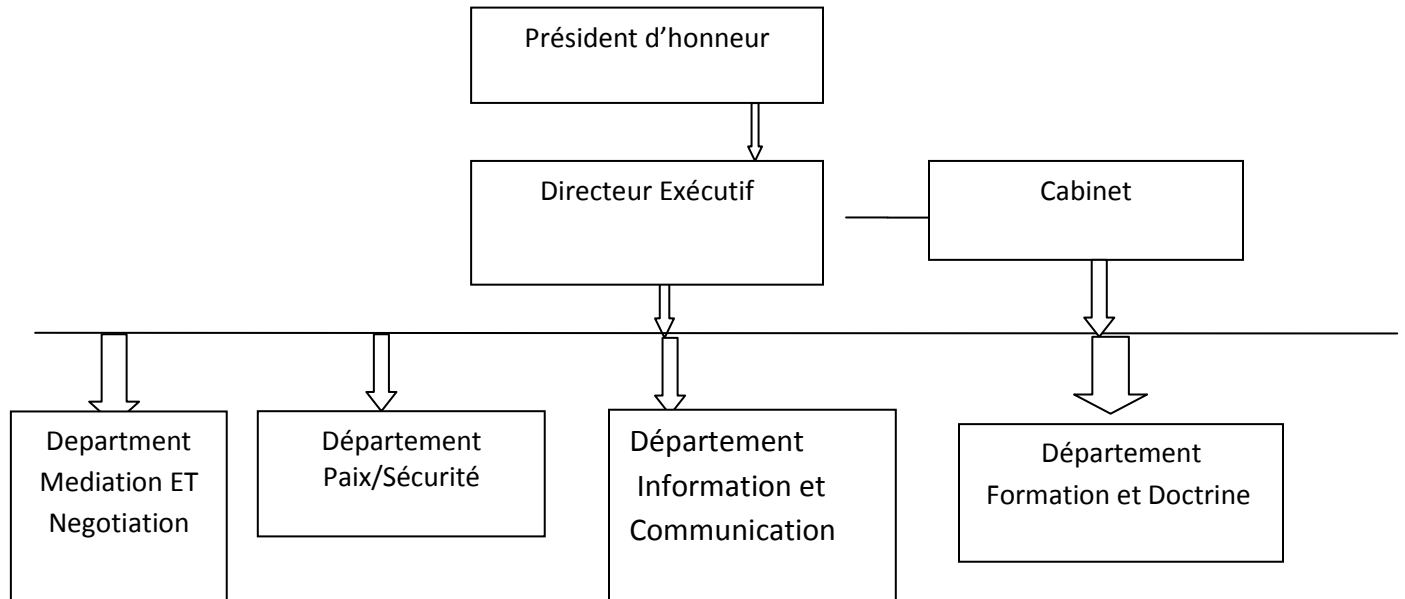 Président d’honneur
Directeur Exécutif
Cabinet
Department
Mediation ET
Negotiation
Département
Paix/Sécurité
Département
Information et
Communication
Département
Formation et Doctrine